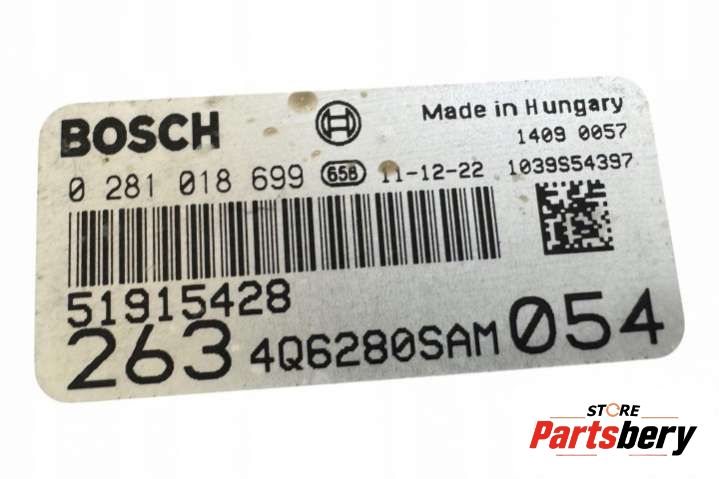 BOSCH
Made in Hungary
1409 0057
0 281 018 699 658 11-12-22 1039S54397
51915428
263 4Q6280SAM 054
STORE
Partsbery